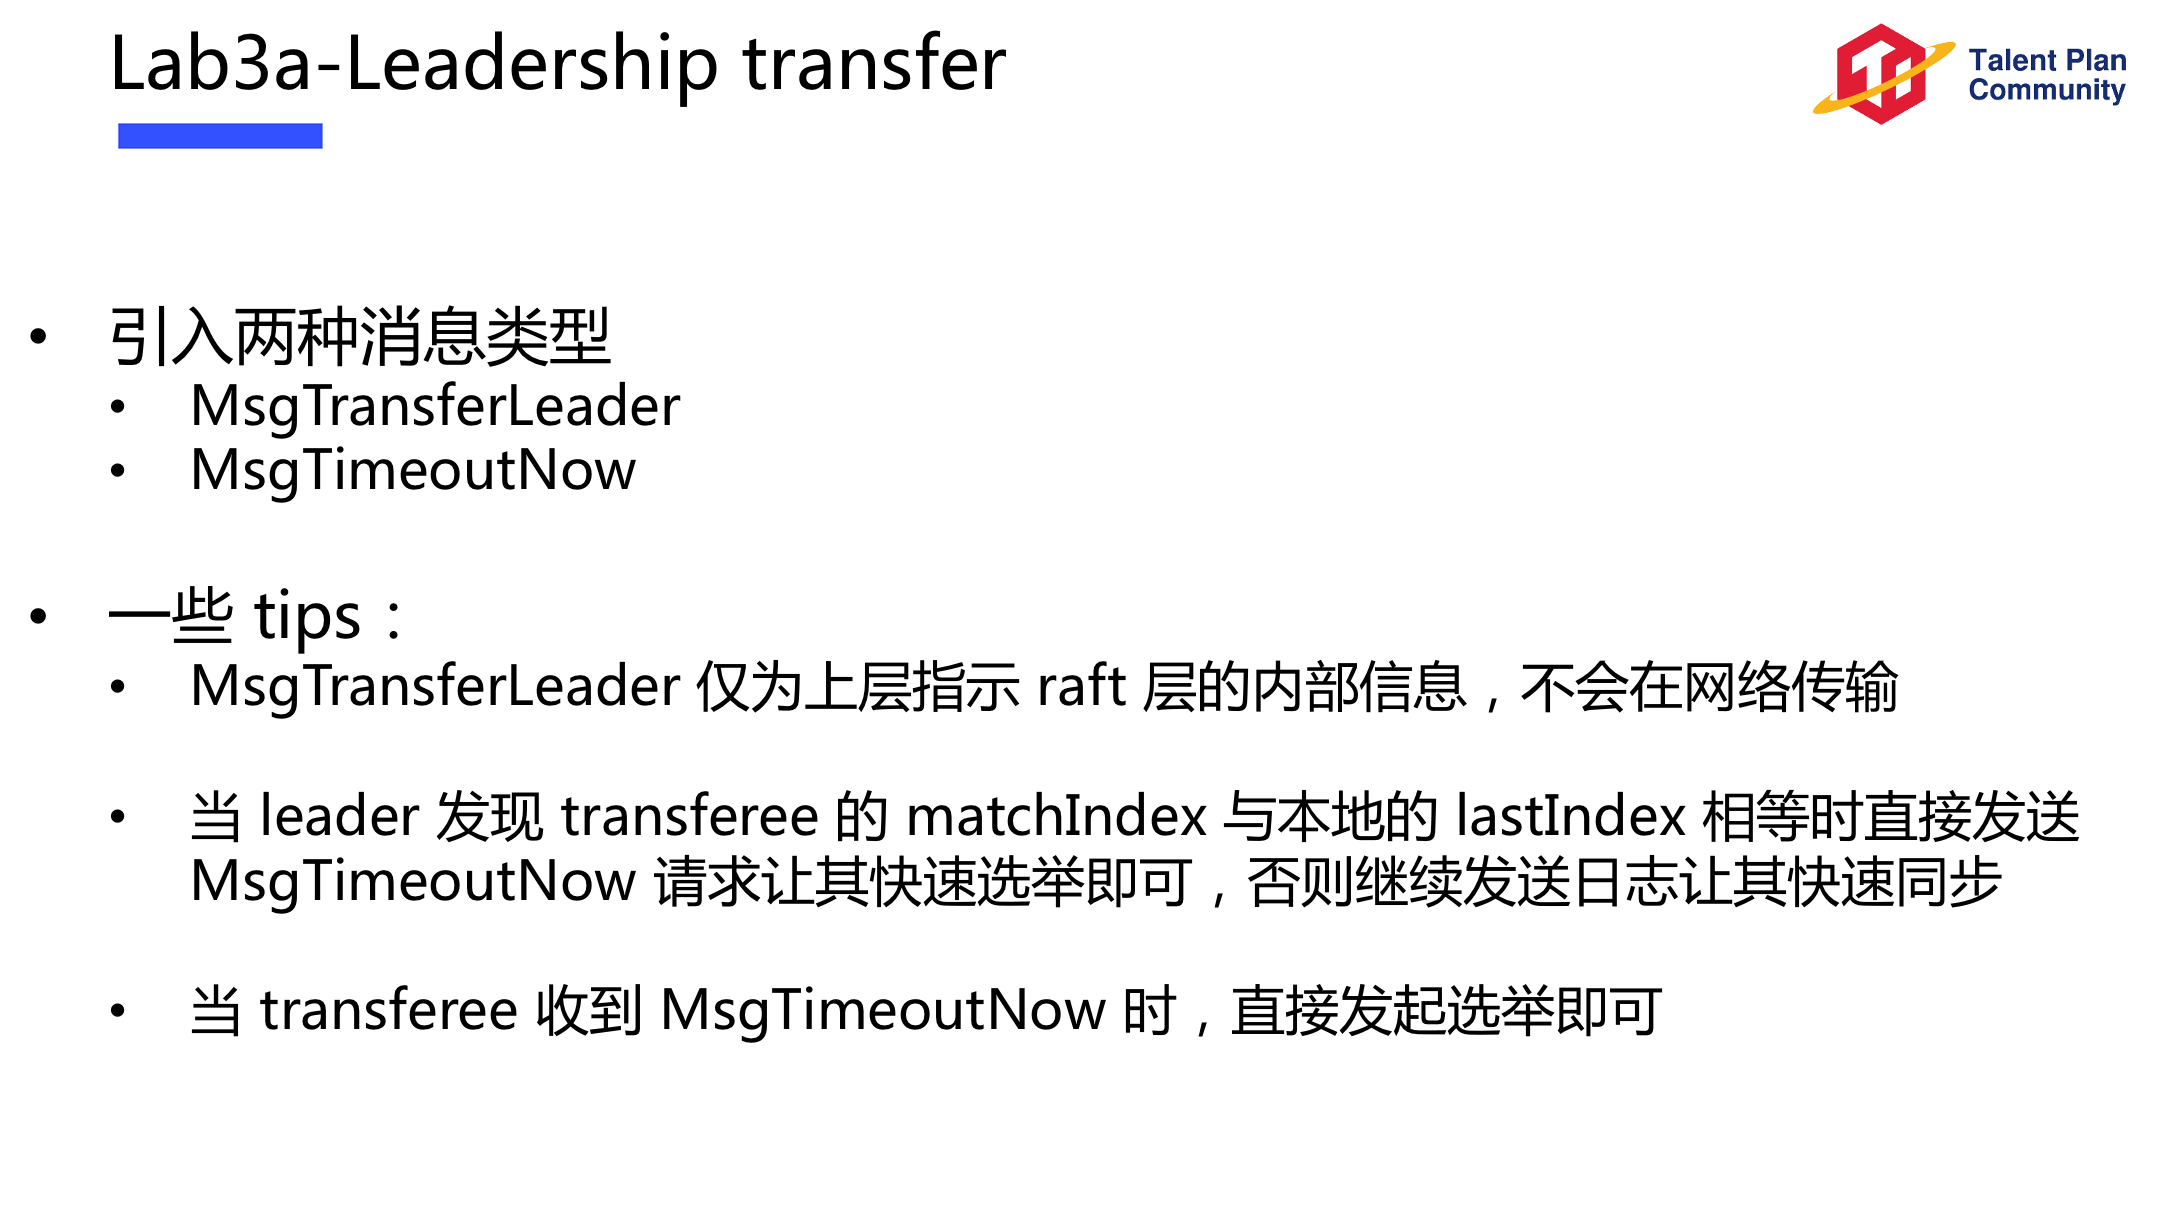 Lab3a-Leadership transfer
Talent Plan
Community
• 引入两种消息类型
• MsgTransferLeader
• MsgTimeoutNow
• 一些 tips：
• MsgTransferLeader 仅为上层指示 raft 层的内部信息，不会在网络传输
• 当 leader 发现 transferee 的 matchIndex 与本地的 lastIndex 相等时直接发送
MsgTimeoutNow 请求让其快速选举即可，否则继续发送日志让其快速同步
• 当 transferee 收到 MsgTimeoutNow 时，直接发起选举即可